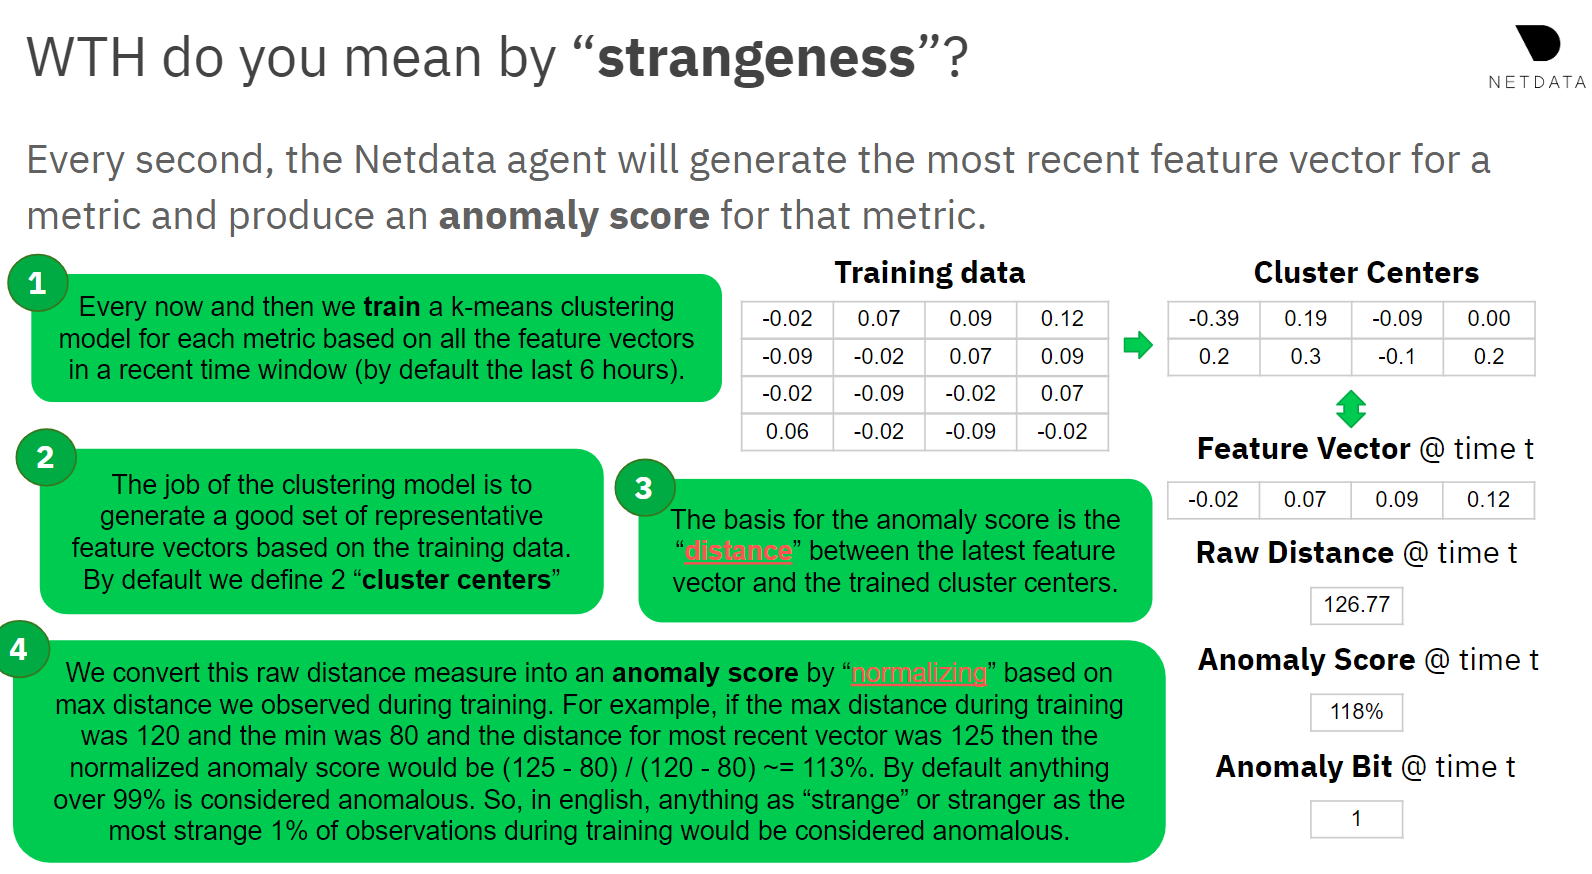 WTH do you mean by “strangeness”?
NETDATA
Every second, the Netdata agent will generate the most recent feature vector for a
metric and produce an anomaly score for that metric.
1
Every now and then we train a k-means clustering
model for each metric based on all the feature vectors
in a recent time window (by default the last 6 hours).
Training data
-0.02 0.07 0.09 0.12
-0.09 -0.02 0.07 0.09
-0.02 -0.09 -0.02 0.07
0.06 -0.02 -0.09 -0.02
Cluster Centers
-0.39 0.19 -0.09 0.00
0.2 0.3 -0.1 0.2
2
The job of the clustering model is to
generate a good set of representative
feature vectors based on the training data.
By default we define 2 “cluster centers”
3
The basis for the anomaly score is the
“distance” between the latest feature
vector and the trained cluster centers.
Feature Vector @ time t
-0.02 0.07 0.09 0.12
Raw Distance @ time t
126.77
Anomaly Score @ time t
118%
Anomaly Bit @ time t
1
4
We convert this raw distance measure into an anomaly score by “normalizing” based on
max distance we observed during training. For example, if the max distance during training
was 120 and the min was 80 and the distance for most recent vector was 125 then the
normalized anomaly score would be (125 - 80) / (120 - 80) ~= 113%. By default anything
over 99% is considered anomalous. So, in english, anything as “strange” or stranger as the
most strange 1% of observations during training would be considered anomalous.